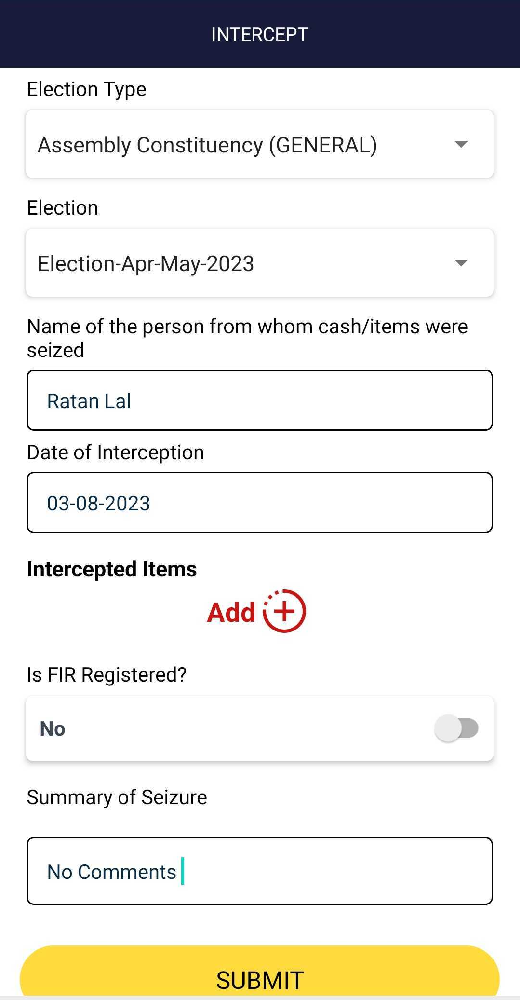 INTERCEPT
Election Type
Assembly Constituency (GENERAL)
Election
Election-Apr-May-2023
Name of the person from whom cash/items were
seized
Ratan Lal
Date of Interception
03-08-2023
Intercepted Items
Add
Is FIR Registered?
No
Summary of Seizure
No Comments
SUBMIT